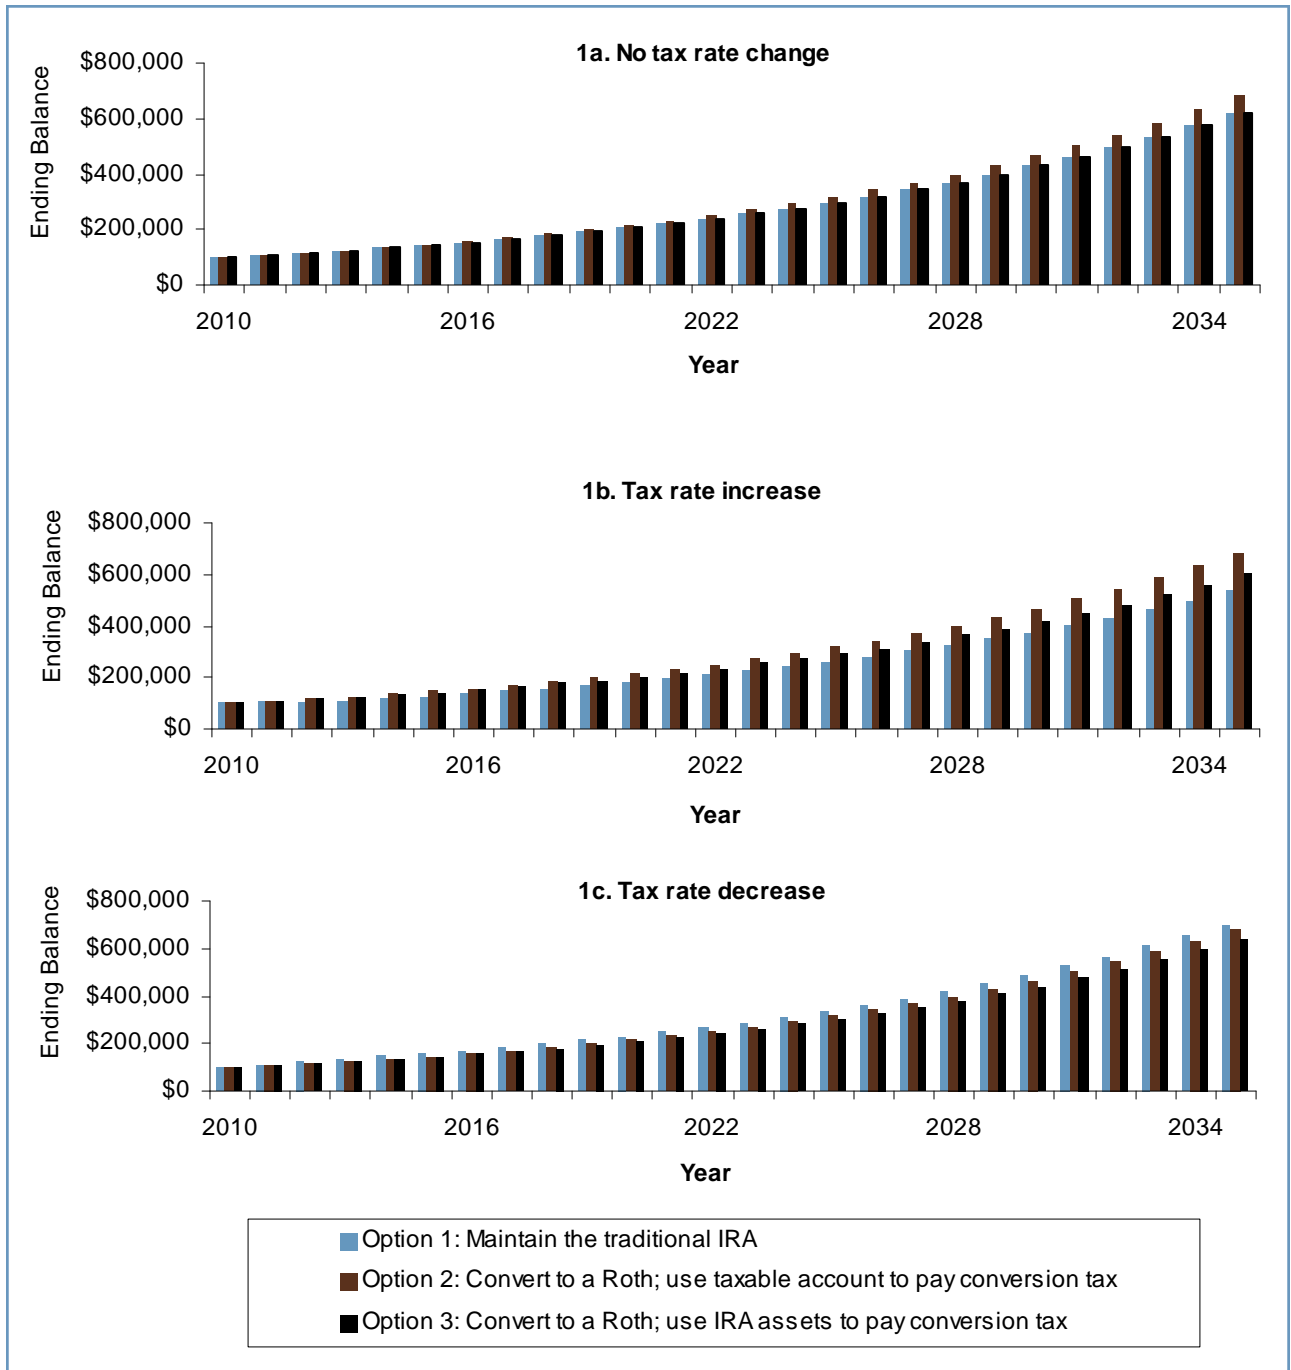 1a. No tax rate change
Ending Balance
$800,000
$600,000
$400,000
$200,000
$0
2010 2016 2022 2028 2034
Year
1b. Tax rate increase
Ending Balance
$800,000
$600,000
$400,000
$200,000
$0
2010 2016 2022 2028 2034
Year
1c. Tax rate decrease
Ending Balance
$800,000
$600,000
$400,000
$200,000
$0
2010 2016 2022 2028 2034
Year
Option 1: Maintain the traditional IRA
Option 2: Convert to a Roth; use taxable account to pay conversion tax
Option 3: Convert to a Roth; use IRA assets to pay conversion tax